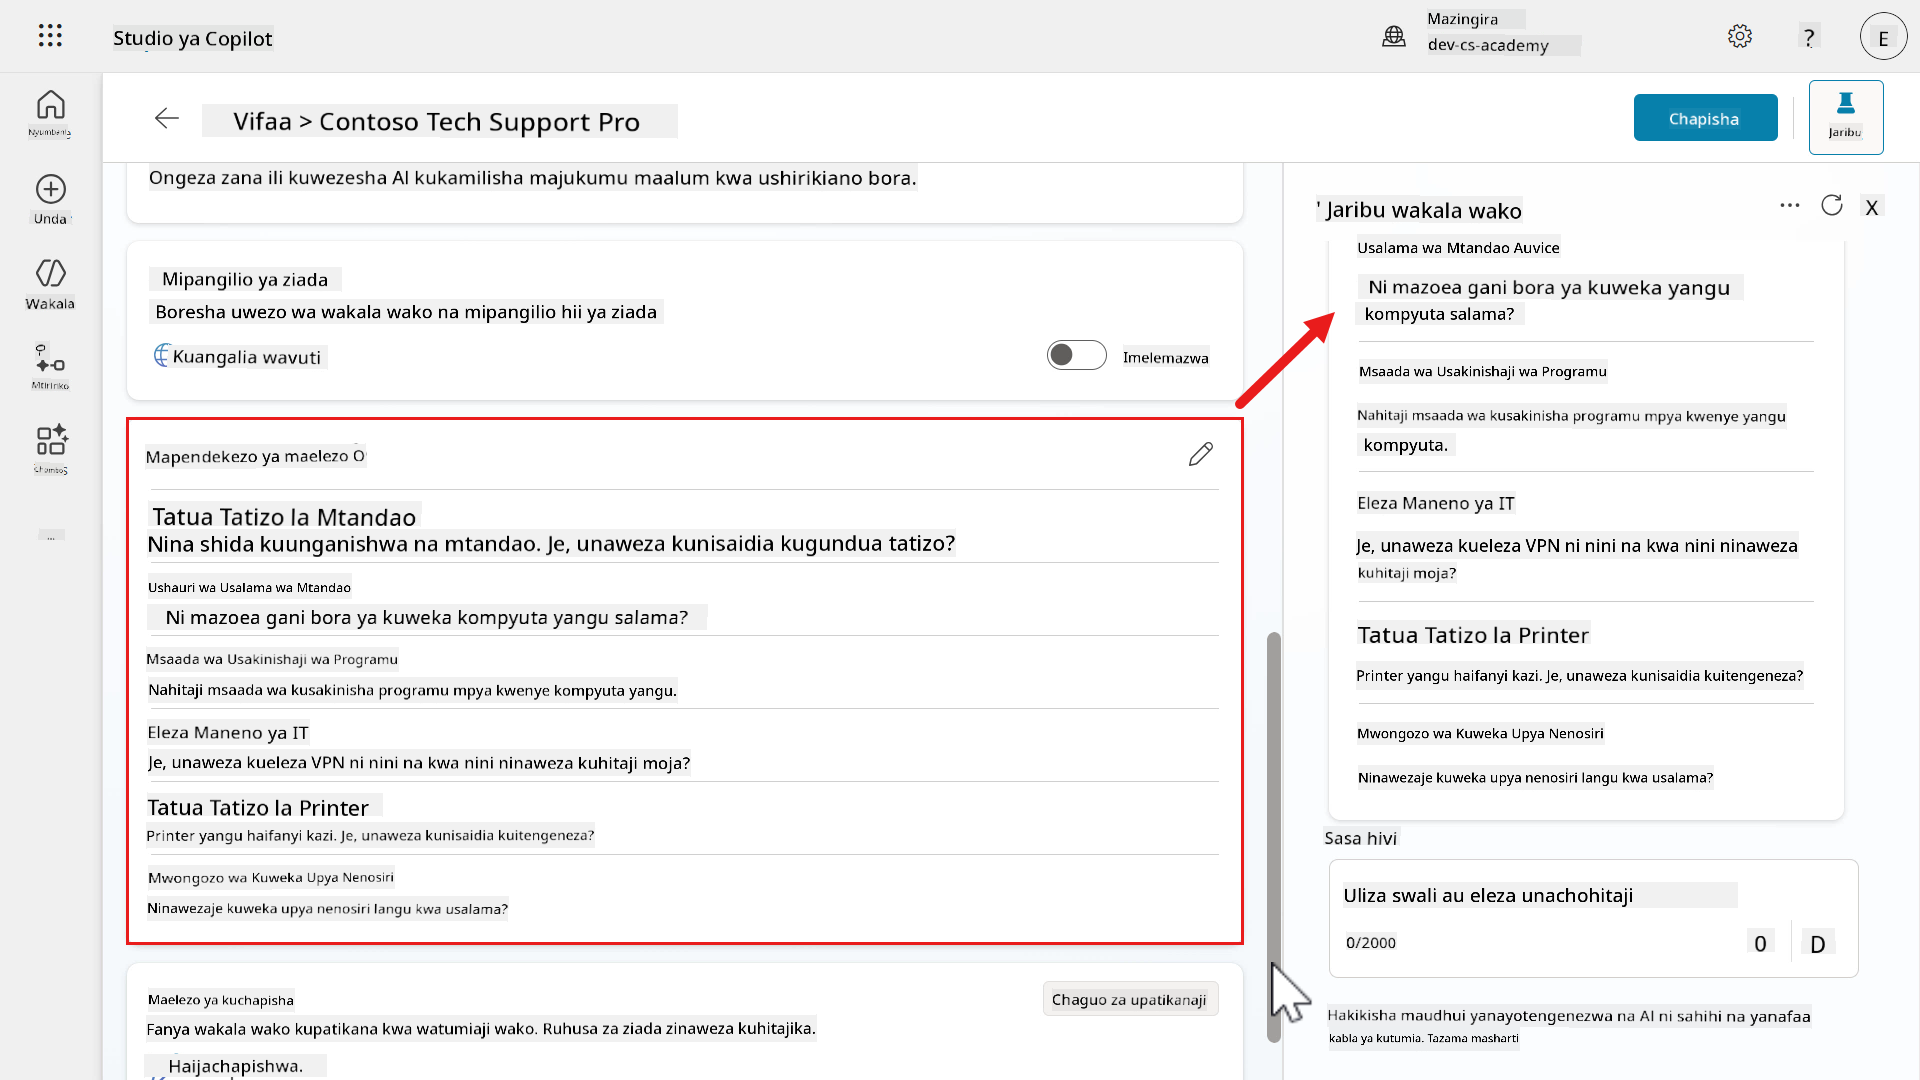 Studio ya Copilot
Mazingira
dev-cs-academy
?
E
Nyumbani
Unda
Wakala
Mtiririko
...
Vifaa > Contoso Tech Support Pro
Chapisha
Jaribu
Ongeza zana ili kuwezesha AI kukamilisha majukumu maalum kwa ushirikiano bora.
Mipangilio ya ziada
Boresha uwezo wa wakala wako na mipangilio hii ya ziada
Kuangalia wavuti
Imelemazwa
Mapendekezo ya maelezo O
Tatua Tatizo la Mtandao
Nina shida kuunganishwa na mtandao. Je, unaweza kunisaidia kugundua tatizo?
Ushauri wa Usalama wa Mtandao
Ni mazoea gani bora ya kuweka kompyuta yangu salama?
Msaada wa Usakinishaji wa Programu
Nahitaji msaada wa kusakinisha programu mpya kwenye kompyuta yangu.
Eleza Maneno ya IT
Je, unaweza kueleza VPN ni nini na kwa nini ninaweza kuhitaji moja?
Tatua Tatizo la Printer
Printer yangu haifanyi kazi. Je, unaweza kunisaidia kuitengeneza?
Mwongozo wa Kuweka Upya Nenosiri
Ninawezaje kuweka upya nenosiri langu kwa usalama?
Maelezo ya kuchapisha
Chaguo za upatikanaji
Fanya wakala wako kupatikana kwa watumiaji wako. Ruhusa za ziada zinaweza kuhitajika.
Haijachapishwa.
' Jaribu wakala wako
X
Usalama wa Mtandao Auvice
Ni mazoea gani bora ya kuweka yangu
kompyuta salama?
Msaada wa Usakinishaji wa Programu
Nahitaji msaada wa kusakinisha programu mpya kwenye yangu
kompyuta.
Eleza Maneno ya IT
Je, unaweza kueleza VPN ni nini na kwa nini ninaweza
kuhitaji moja?
Tatua Tatizo la Printer
Printer yangu haifanyi kazi. Je, unaweza kunisaidia kuitengeneza?
Mwongozo wa Kuweka Upya Nenosiri
Ninawezaje kuweka upya nenosiri langu kwa usalama?
Sasa hivi
Uliza swali au eleza unachohitaji
0/2000
0
D
Hakikisha maudhui yanayotengenezwa na AI ni sahihi na yanafaa
kabla ya kutumia. Tazama masharti